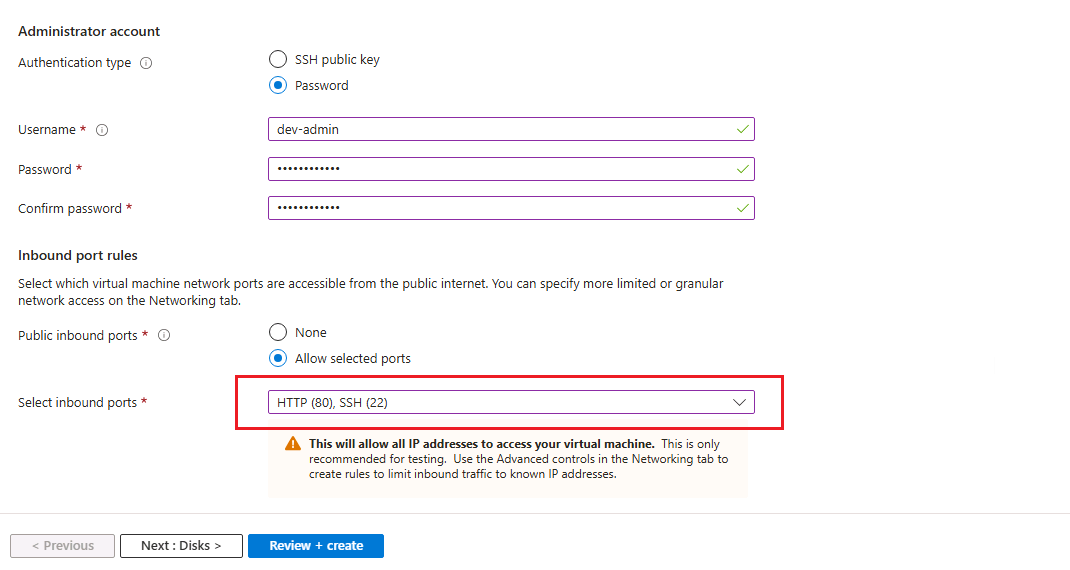 Administrator account
Authentication type
SSH public key
Password
Username *
dev-admin
Password *
••••••••••••
Confirm password *
••••••••••••
Inbound port rules
Select which virtual machine network ports are accessible from the public internet. You can specify more limited or granular
network access on the Networking tab.
Public inbound ports *
None
Allow selected ports
Select inbound ports *
HTTP (80), SSH (22)
This will allow all IP addresses to access your virtual machine. This is only
recommended for testing. Use the Advanced controls in the Networking tab to
create rules to limit inbound traffic to known IP addresses.
< Previous
Next : Disks >
Review + create